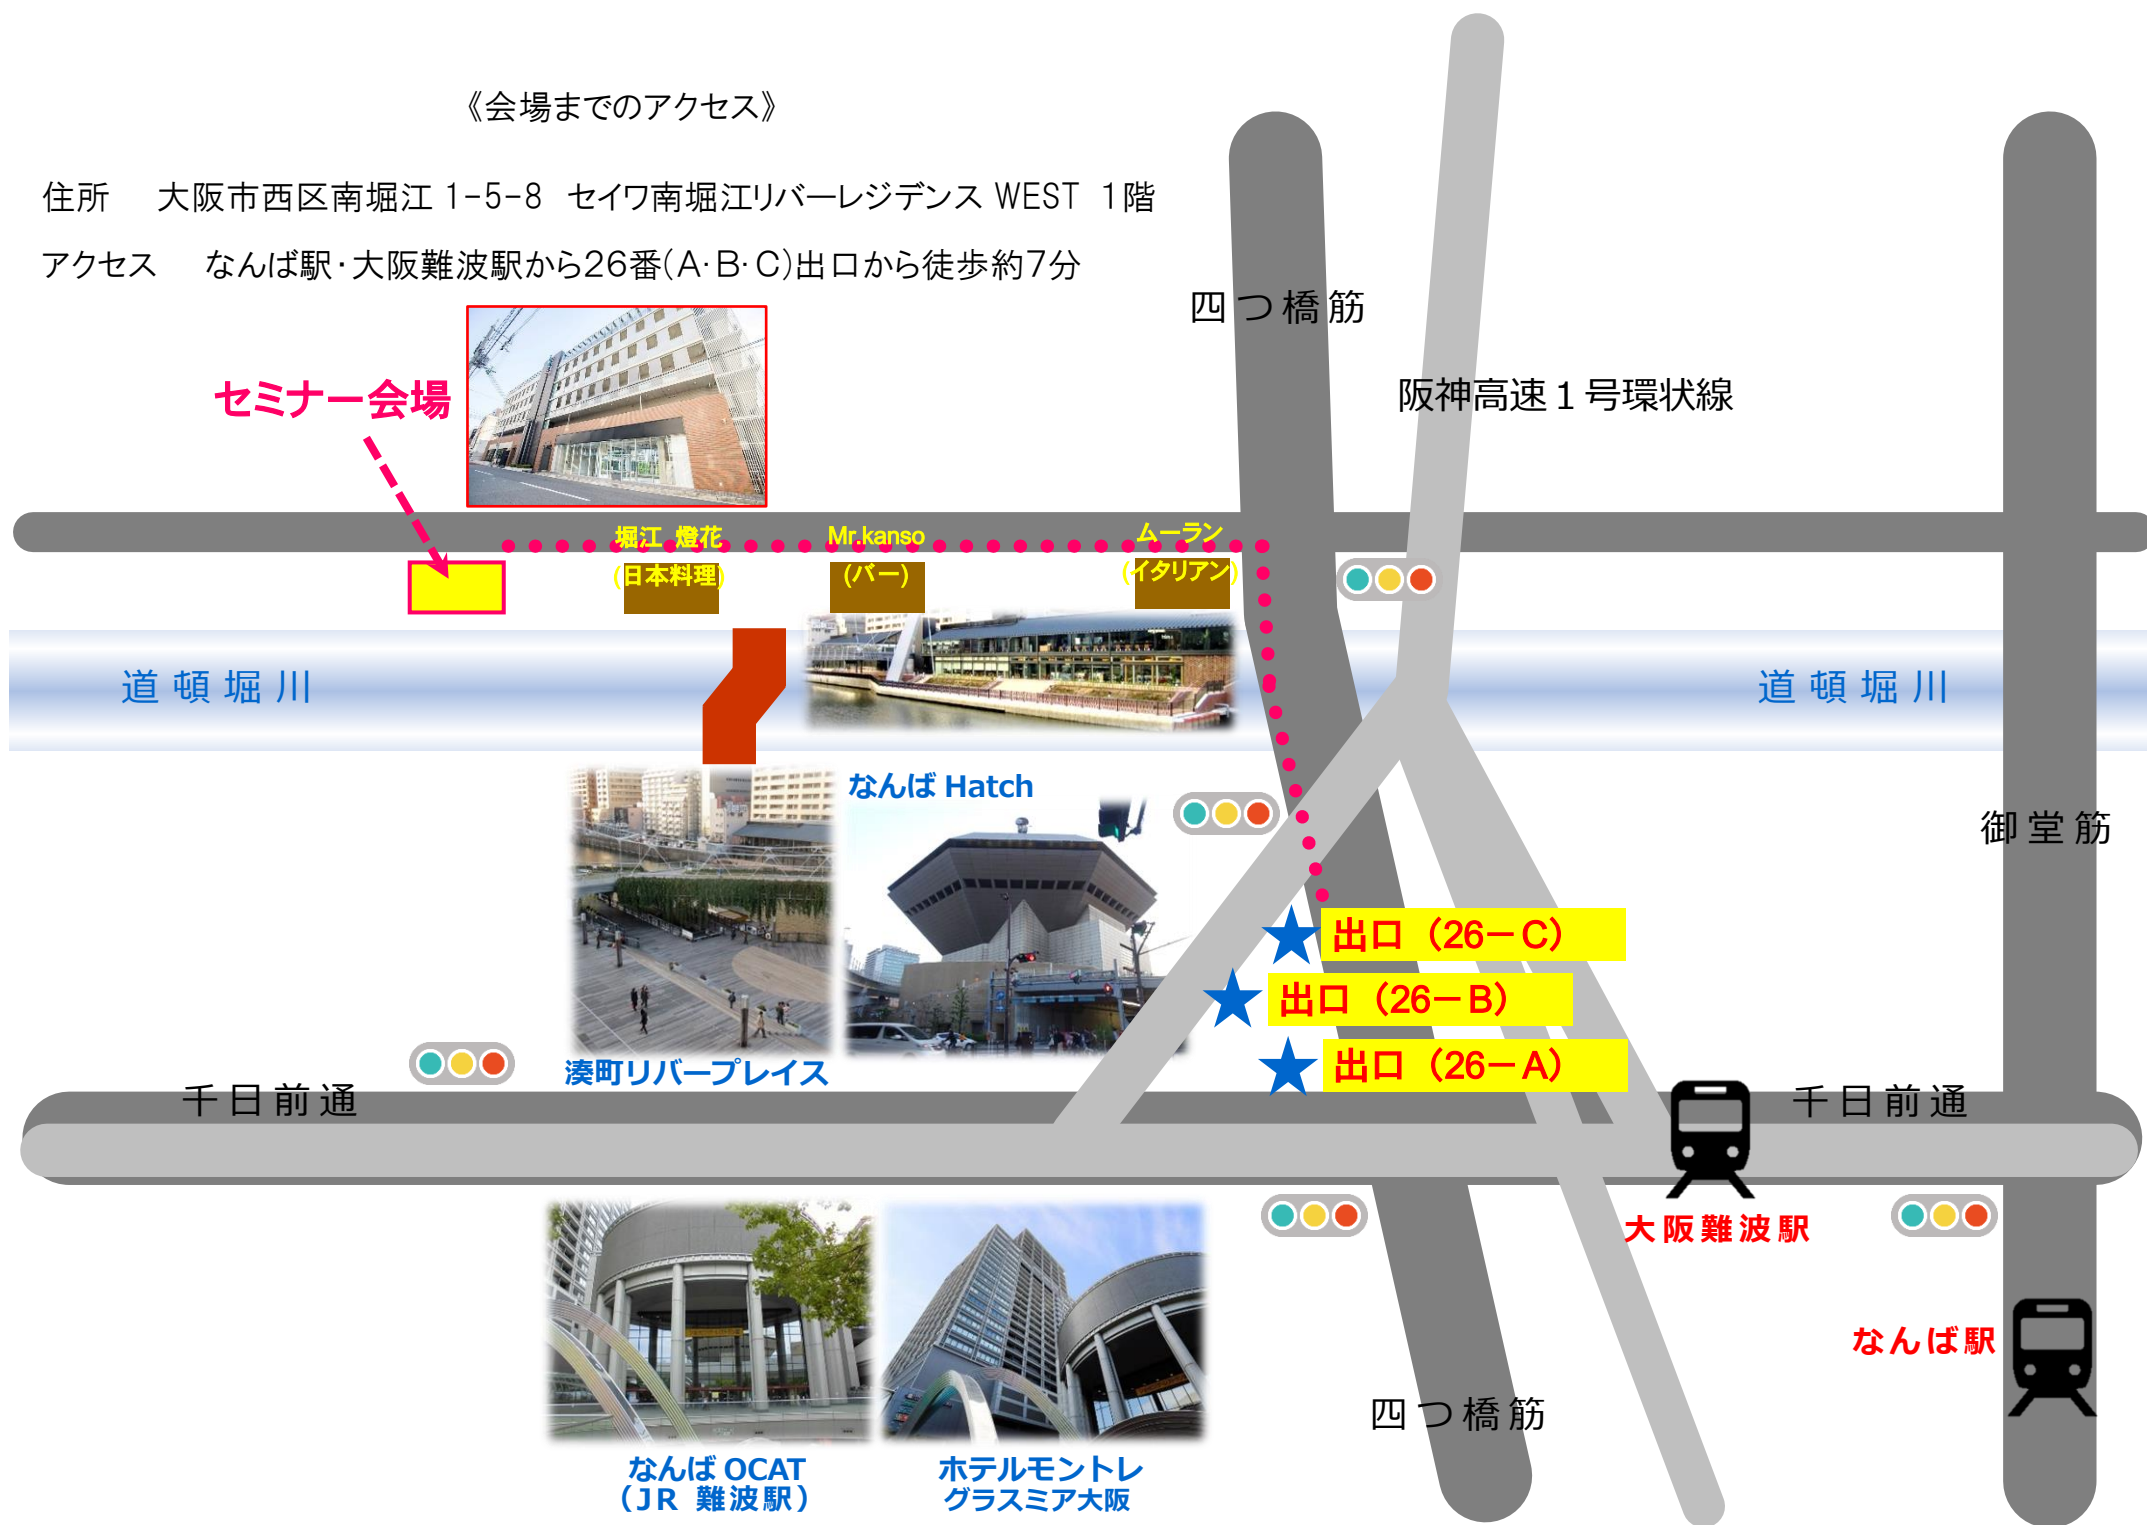 《会場までのアクセス》
住所 大阪市西区南堀江 1-5-8 セイワ南堀江リバーレジデンス WEST 1階
アクセス なんば駅・大阪難波駅から26番(A・B・C)出口から徒歩約7分
四つ橋筋
阪神高速1号環状線
セミナー会場
堀江 燈花
(日本料理)
Mr.kanso
(バー)
ムーラン
(イタリアン)
道頓堀川
道頓堀川
なんば Hatch
御堂筋
出口 (26-C)
出口 (26-B)
出口 (26-A)
湊町リバープレイス
千日前通
千日前通
大阪難波駅
なんば駅
四つ橋筋
なんば OCAT
(JR 難波駅)
ホテルモントレ
グラスミア大阪